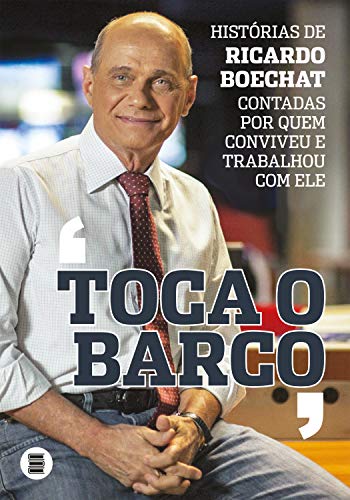 HISTÓRIAS DE
RICARDO
BOECHAT
CONTADAS
POR QUEM
CONVIVEU E
TRABALHOU
COM ELE
‘TOCA O
BARCO’